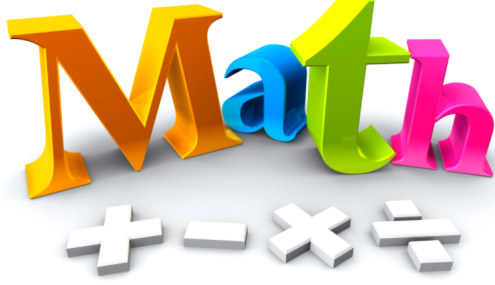 Math
+ - × ÷